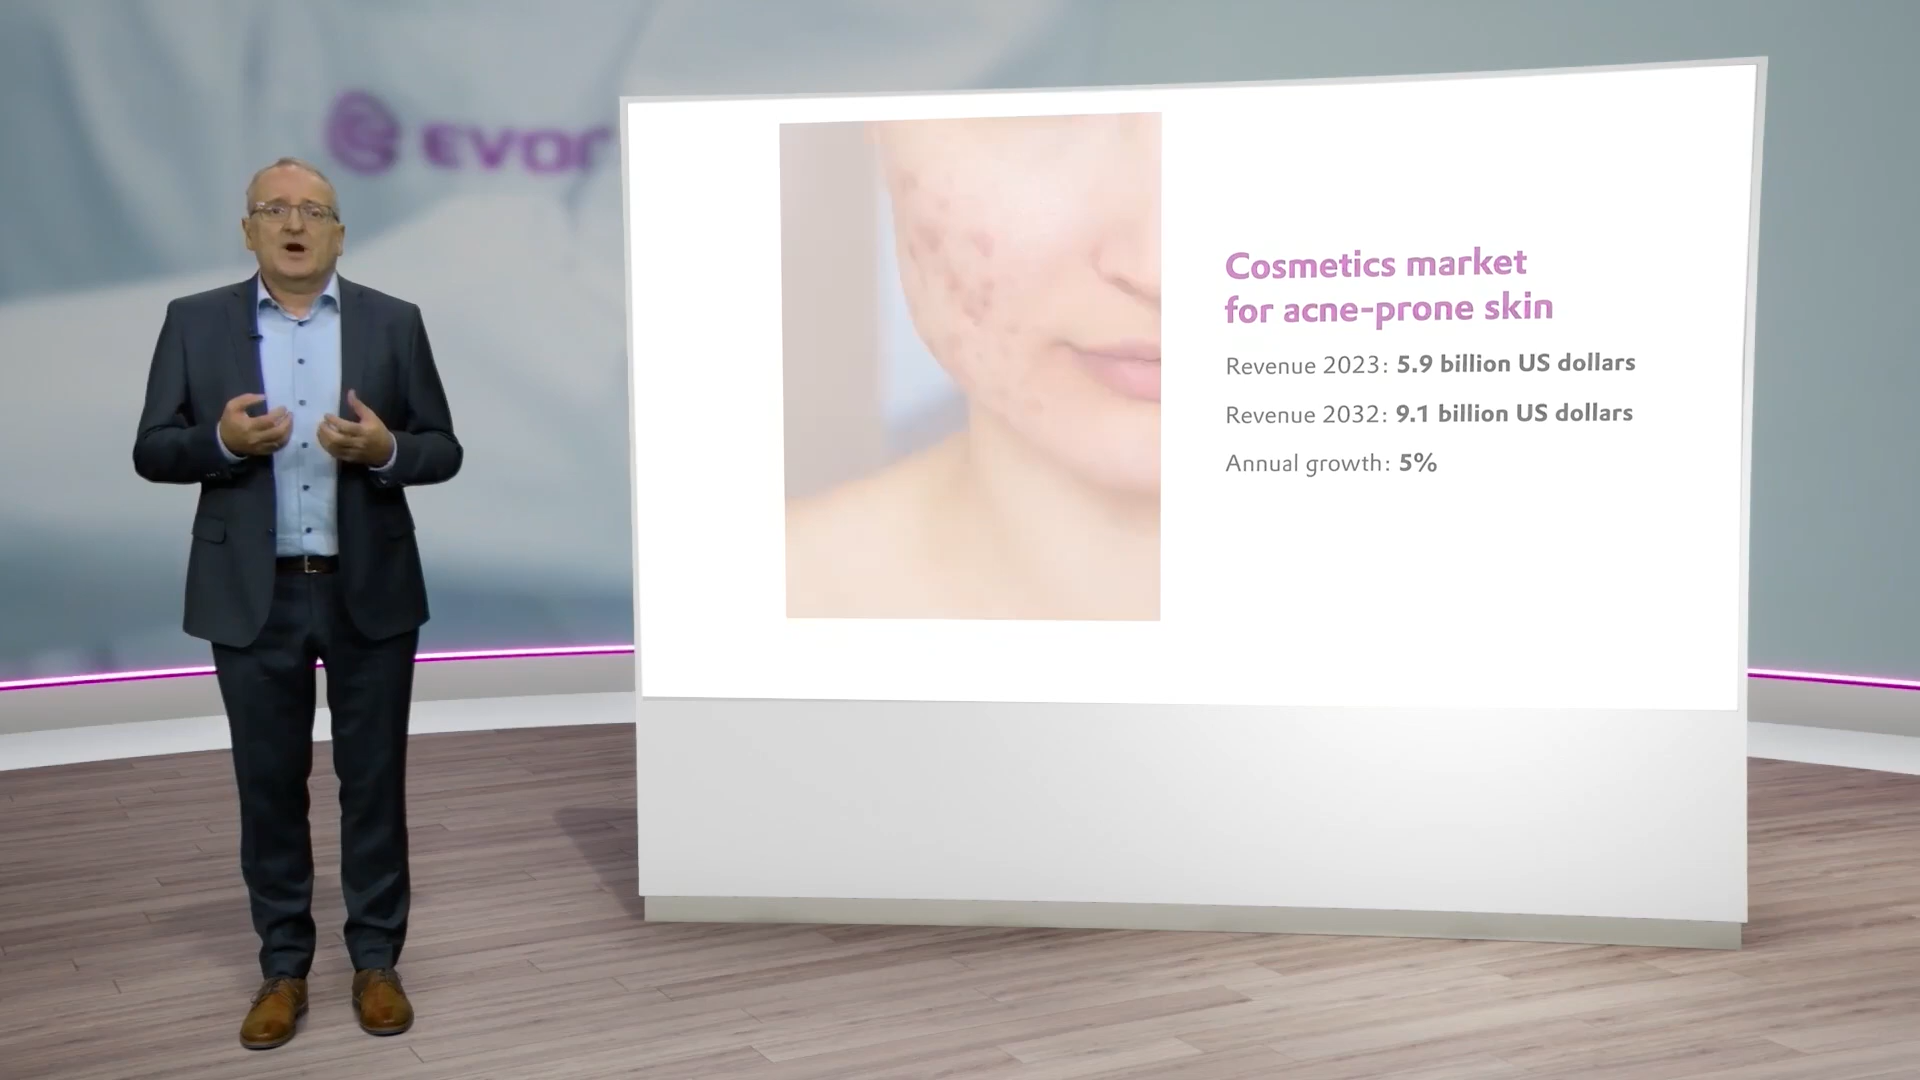 evor
Cosmetics market
for acne-prone skin
Revenue 2023: 5.9 billion US dollars
Revenue 2032: 9.1 billion US dollars
Annual growth: 5%